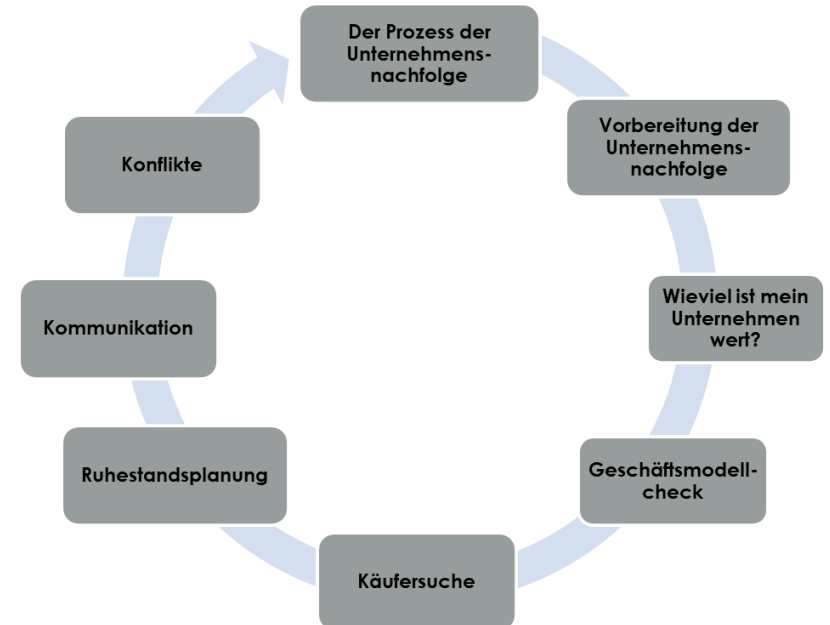 Der Prozess der
Unternehmens-
nachfolge
Vorbereitung der
Unternehmens-
nachfolge
Wieviel ist mein
Unternehmen
wert?
Geschäftsmodell-
check
Käufersuche
Ruhestandsplanung
Kommunikation
Konflikte